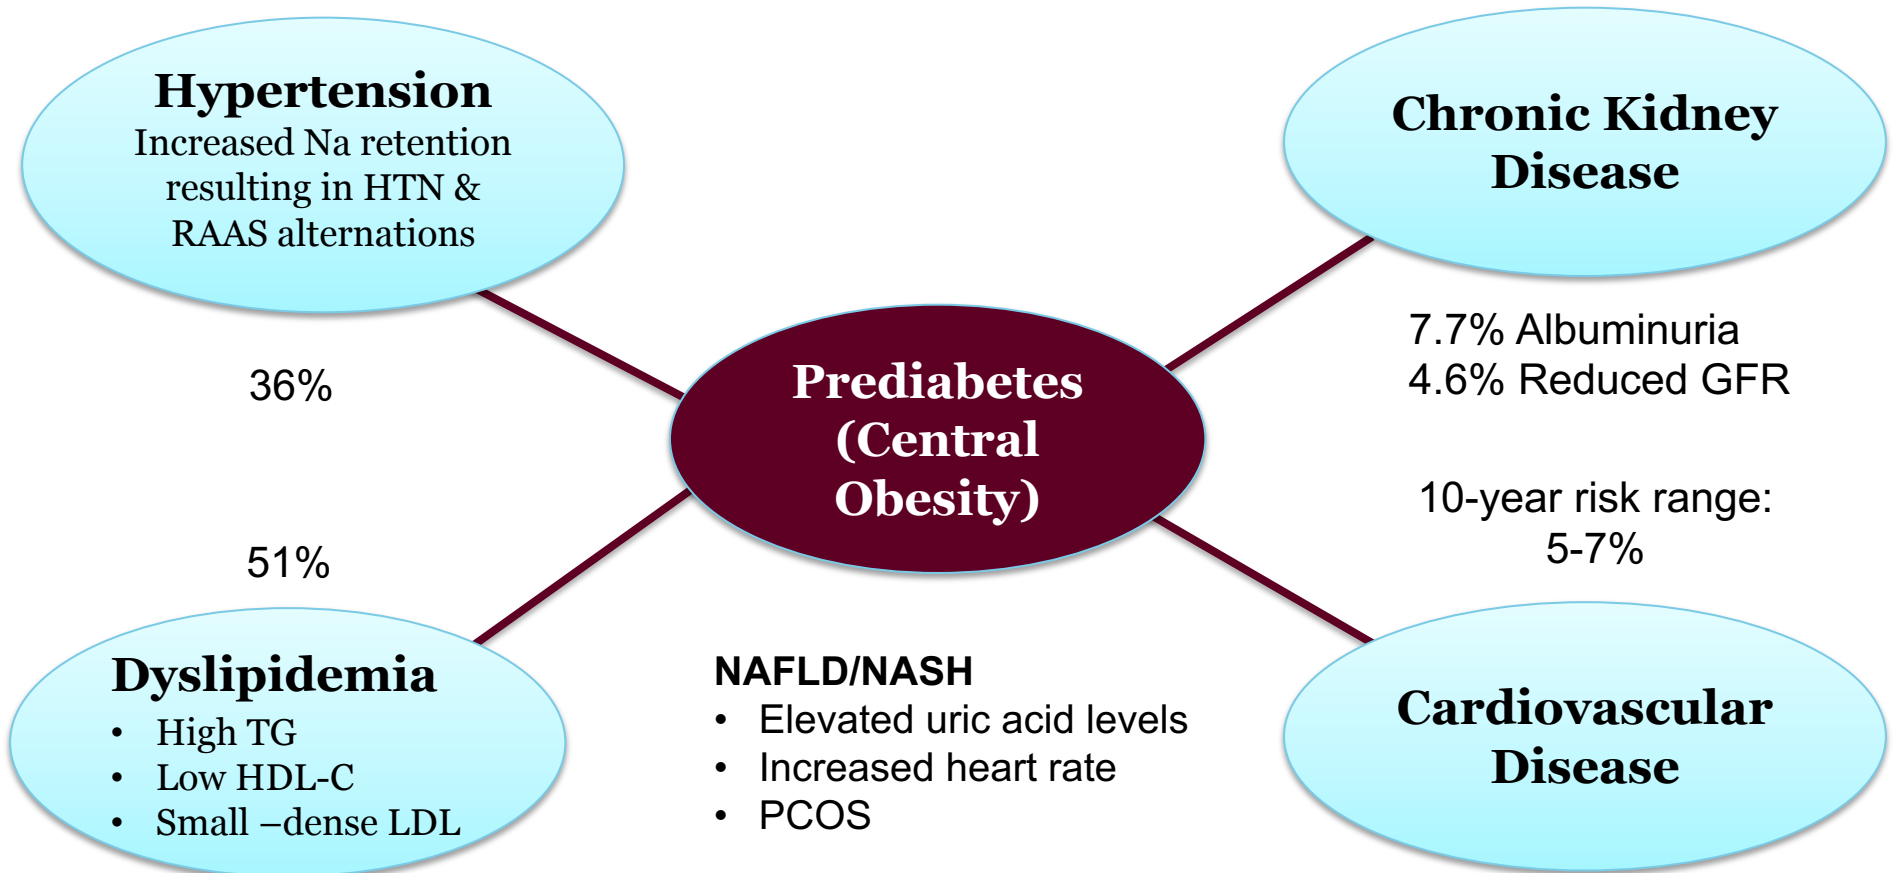 Hypertension
Increased Na retention
resulting in HTN &
RAAS alternations
36%
Chronic Kidney
Disease
7.7% Albuminuria
4.6% Reduced GFR
Prediabetes
(Central
Obesity)
51%
Dyslipidemia
• High TG
• Low HDL-C
• Small –dense LDL
NAFLD/NASH
• Elevated uric acid levels
• Increased heart rate
• PCOS
10-year risk range:
5-7%
Cardiovascular
Disease